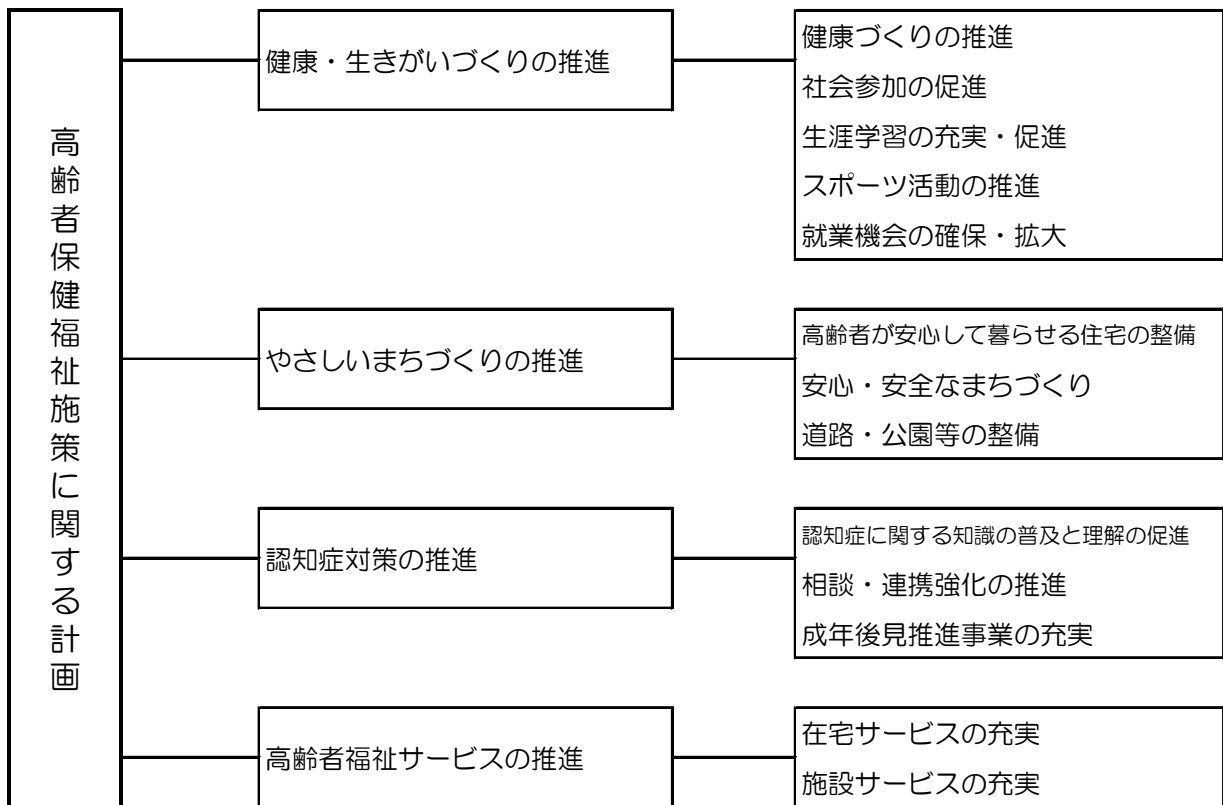 高齢者保健福祉施策に関する計画
健康・生きがいづくりの推進
健康づくりの推進
社会参加の促進
生涯学習の充実・促進
スポーツ活動の推進
就業機会の確保・拡大
やさしいまちづくりの推進
高齢者が安心して暮らせる住宅の整備
安心・安全なまちづくり
道路・公園等の整備
認知症対策の推進
認知症に関する知識の普及と理解の促進
相談・連携強化の推進
成年後見推進事業の充実
高齢者福祉サービスの推進
在宅サービスの充実
施設サービスの充実